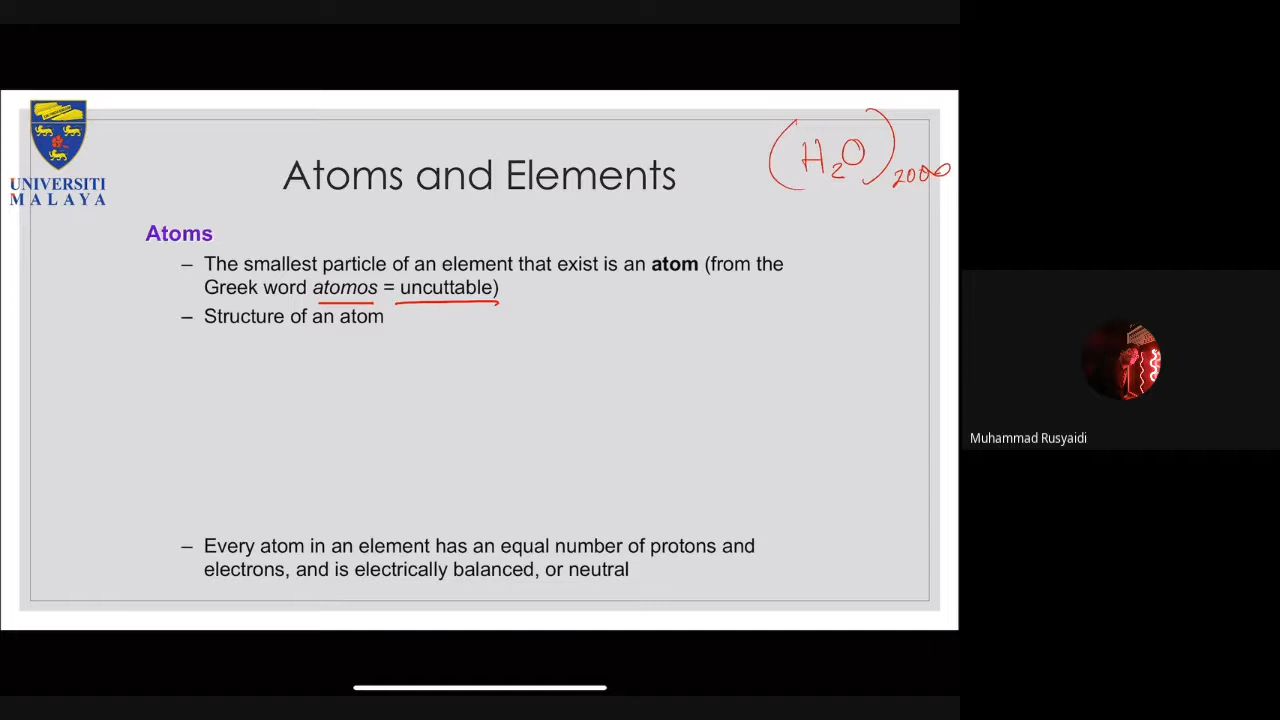 UNIVERSITI
MALAYA
Atoms and Elements
(H₂O)₂₀₀₀
Atoms
– The smallest particle of an element that exist is an atom (from the
Greek word atomos = uncuttable)
– Structure of an atom
– Every atom in an element has an equal number of protons and
electrons, and is electrically balanced, or neutral
Muhammad Rusyaidi